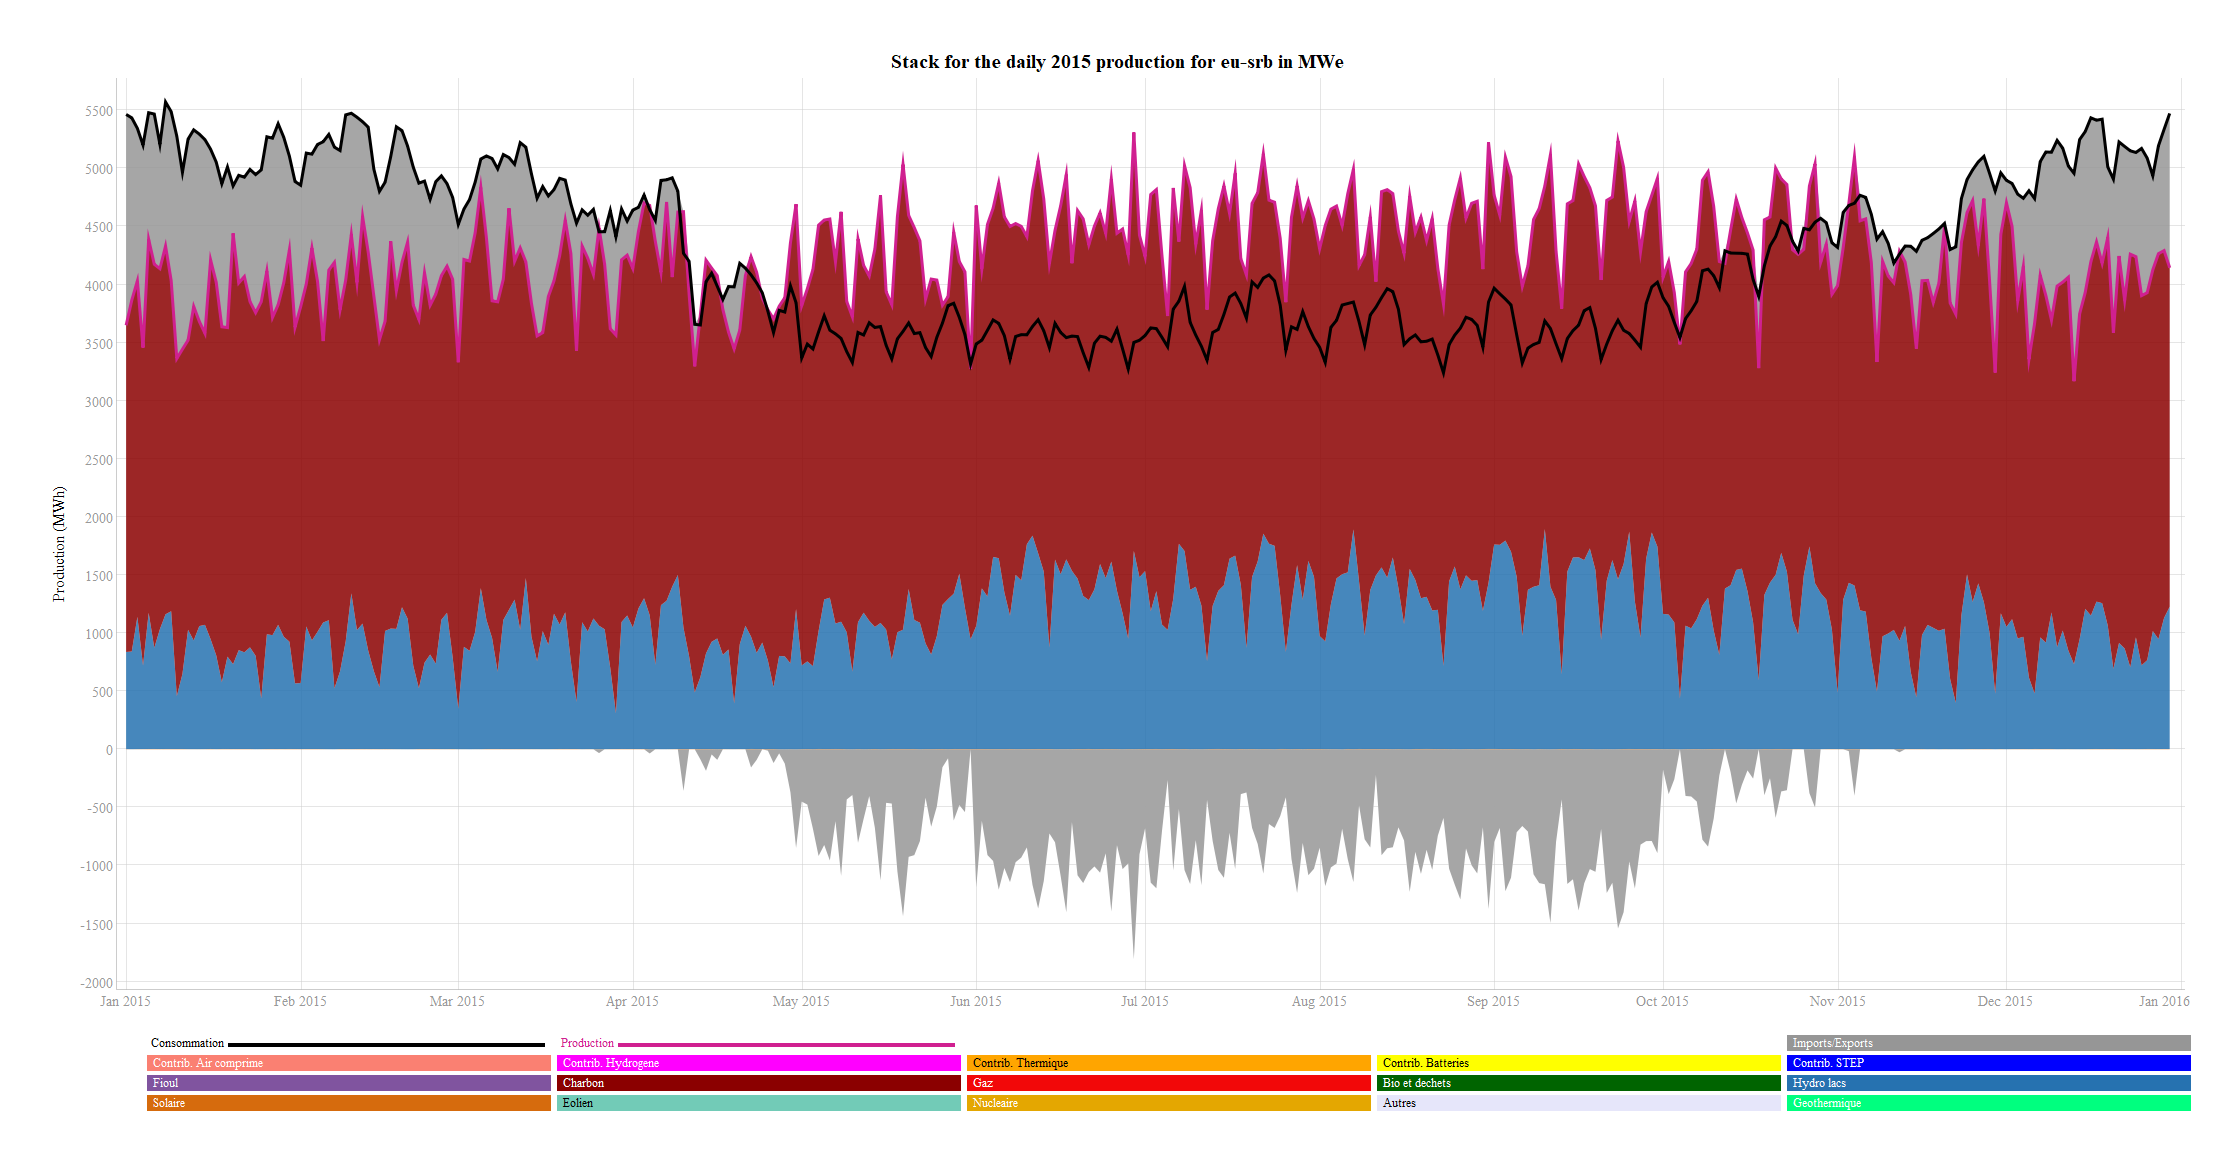 Stack for the daily 2015 production for eu-srb in MWe
Production (MWh)
5500
5000
4500
4000
3500
3000
2500
2000
1500
1000
500
0
-500
-1000
-1500
-2000
Jan 2015 Feb 2015 Mar 2015 Apr 2015 May 2015 Jun 2015 Jul 2015 Aug 2015 Sep 2015 Oct 2015 Nov 2015 Dec 2015 Jan 2016
Consommation Production Imports/Exports
Contrib. Air comprime Contrib. Hydrogene Contrib. Thermique Contrib. Batteries Contrib. STEP
Fioul Charbon Gaz Bio et dechets Hydro lacs
Solaire Eolien Nucleaire Autres Geothermique